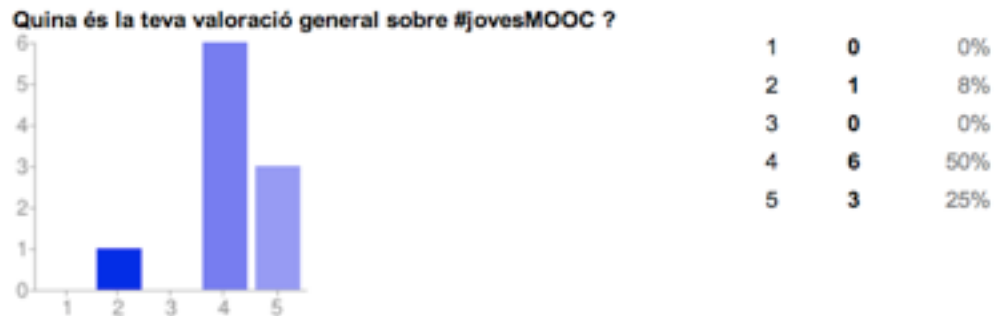 Quina és la teva valoració general sobre #jovesMOOC ?
6
5
4
3
2
1
0
1 2 3 4 5
1 0 0%
2 1 8%
3 0 0%
4 6 50%
5 3 25%